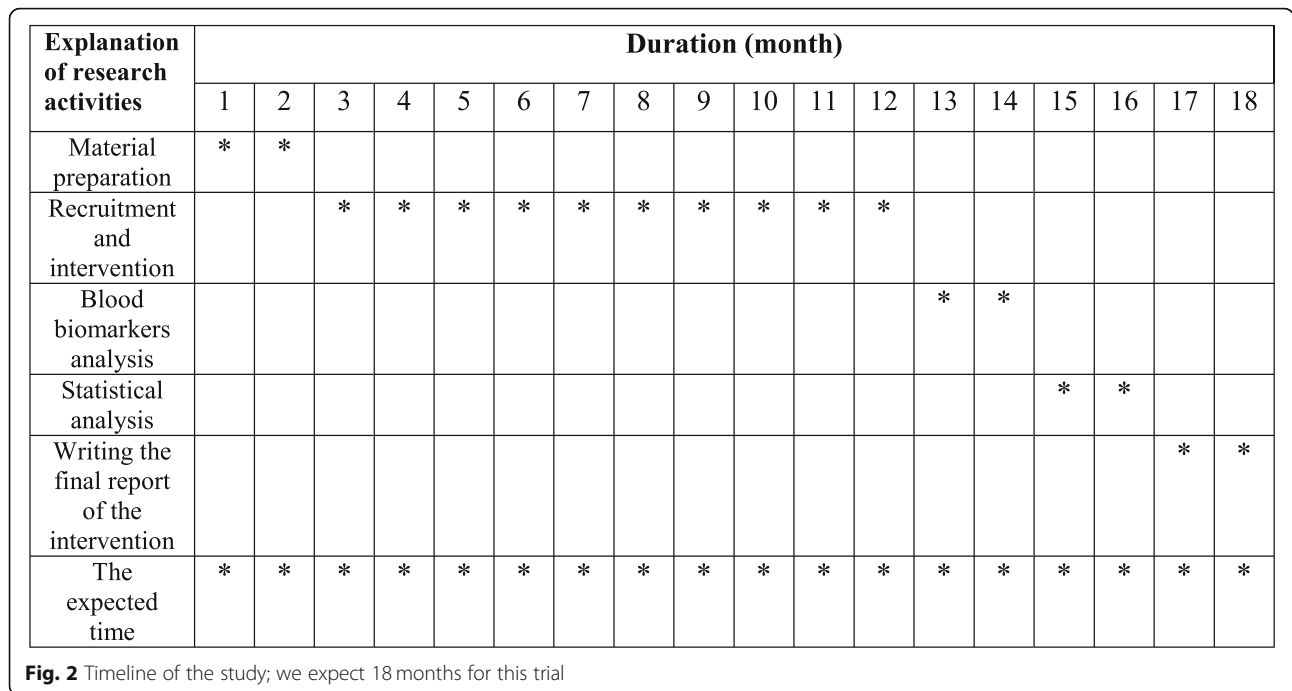 Explanation
of research
activities
Duration (month)
1 2 3 4 5 6 7 8 9 10 11 12 13 14 15 16 17 18
Material
preparation
* *
Recruitment
and
intervention
* * * * * * * * * *
Blood
biomarkers
analysis
* *
Statistical
analysis
* *
Writing the
final report
of the
intervention
* *
The
expected
time
* * * * * * * * * * * * * * * * * *
Fig. 2 Timeline of the study; we expect 18 months for this trial